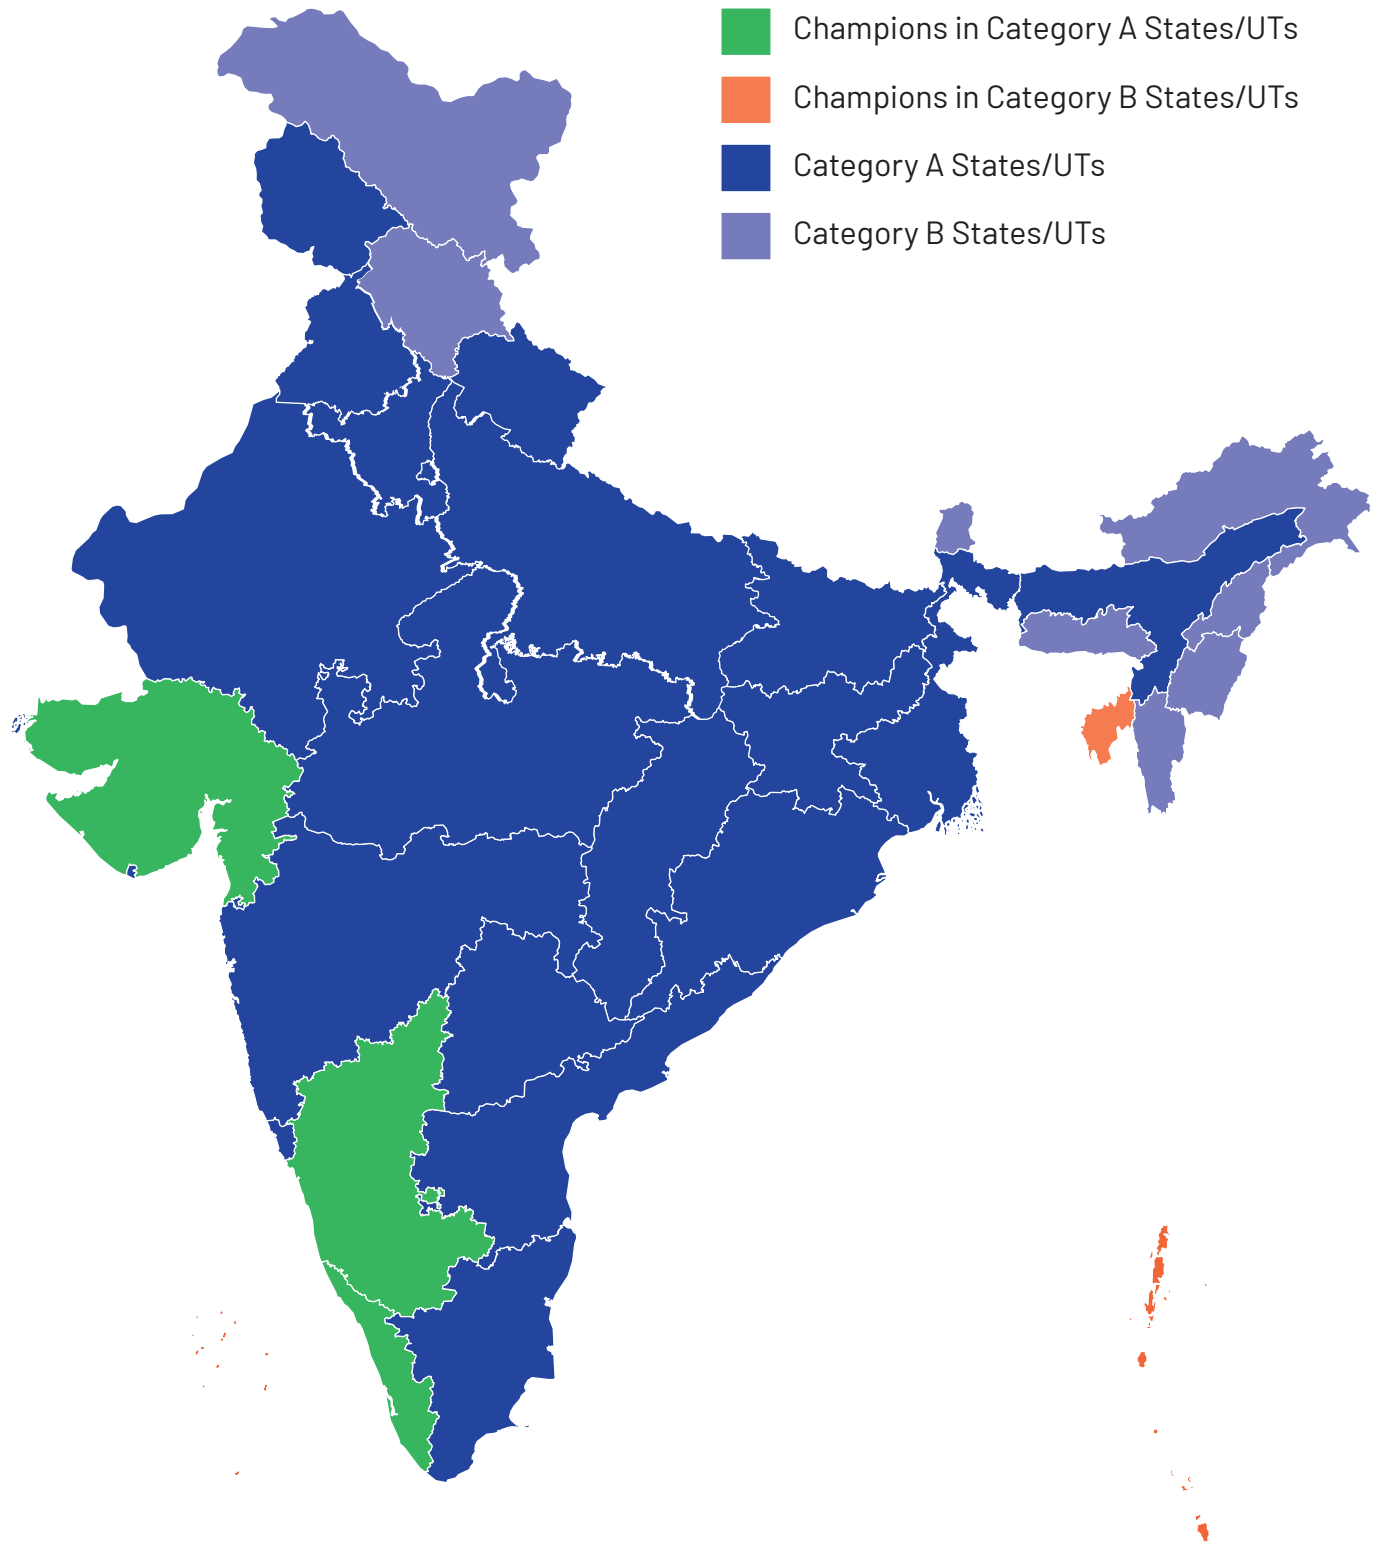 Champions in Category A States/UTs
Champions in Category B States/UTs
Category A States/UTs
Category B States/UTs